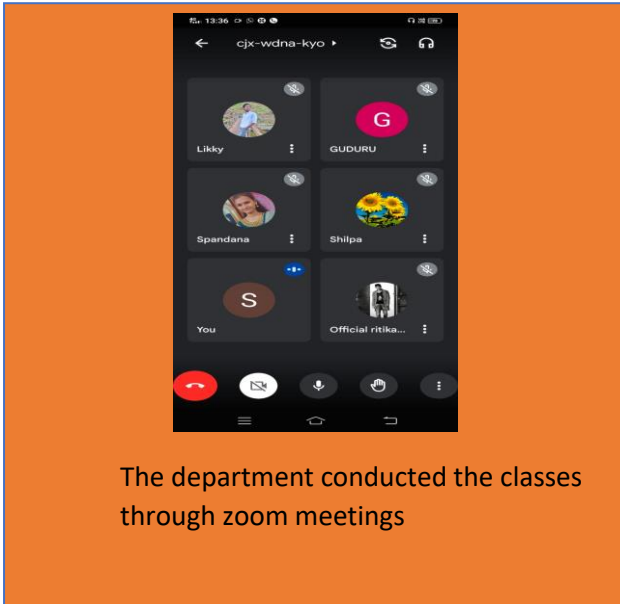 13:36
cjx-wdna-kyo
G
Likky
GUDURU
Spandana
Shilpa
S
You
Official ritika...
The department conducted the classes
through zoom meetings